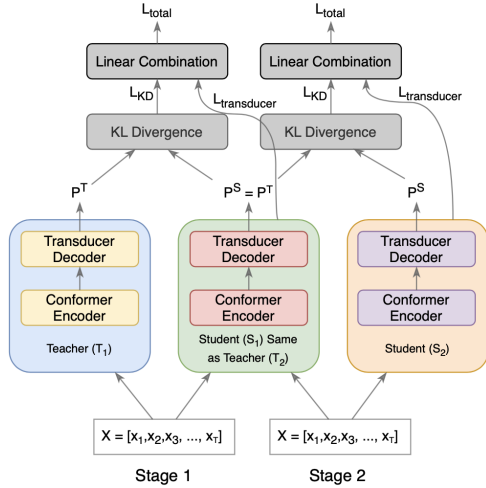 L_total L_total
Linear Combination Linear Combination
L_KD L_transducer L_KD L_transducer
KL Divergence KL Divergence
P^T P^S = P^T P^S
Transducer Decoder Transducer Decoder Transducer Decoder
Conformer Encoder Conformer Encoder Conformer Encoder
Teacher (T_1) Student (S_1) Same as Teacher (T_2) Student (S_2)
X = [x_1,x_2,x_3, ..., x_T] X = [x_1,x_2,x_3, ..., x_T]
Stage 1 Stage 2